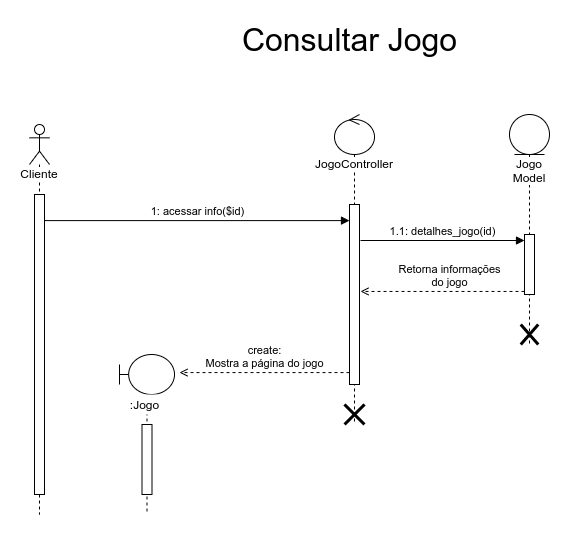 Consultar Jogo
JogoController
Jogo
Model
Cliente
1: acessar info($id)
1.1: detalhes_jogo(id)
Retorna informações
do jogo
create:
Mostra a página do jogo
:Jogo